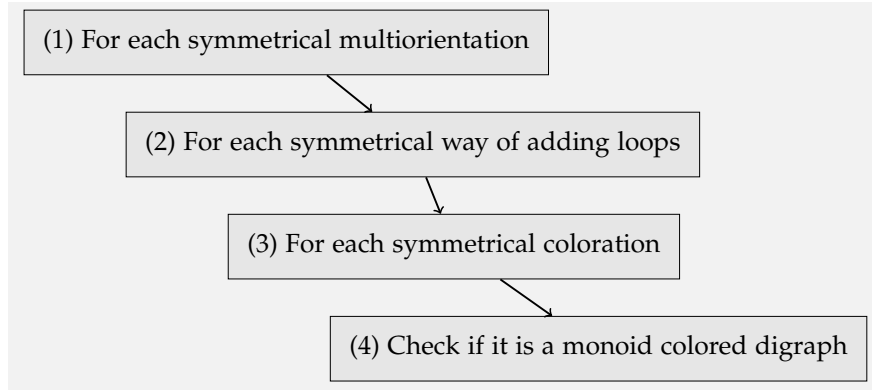 (1) For each symmetrical multiorientation
(2) For each symmetrical way of adding loops
(3) For each symmetrical coloration
(4) Check if it is a monoid colored digraph